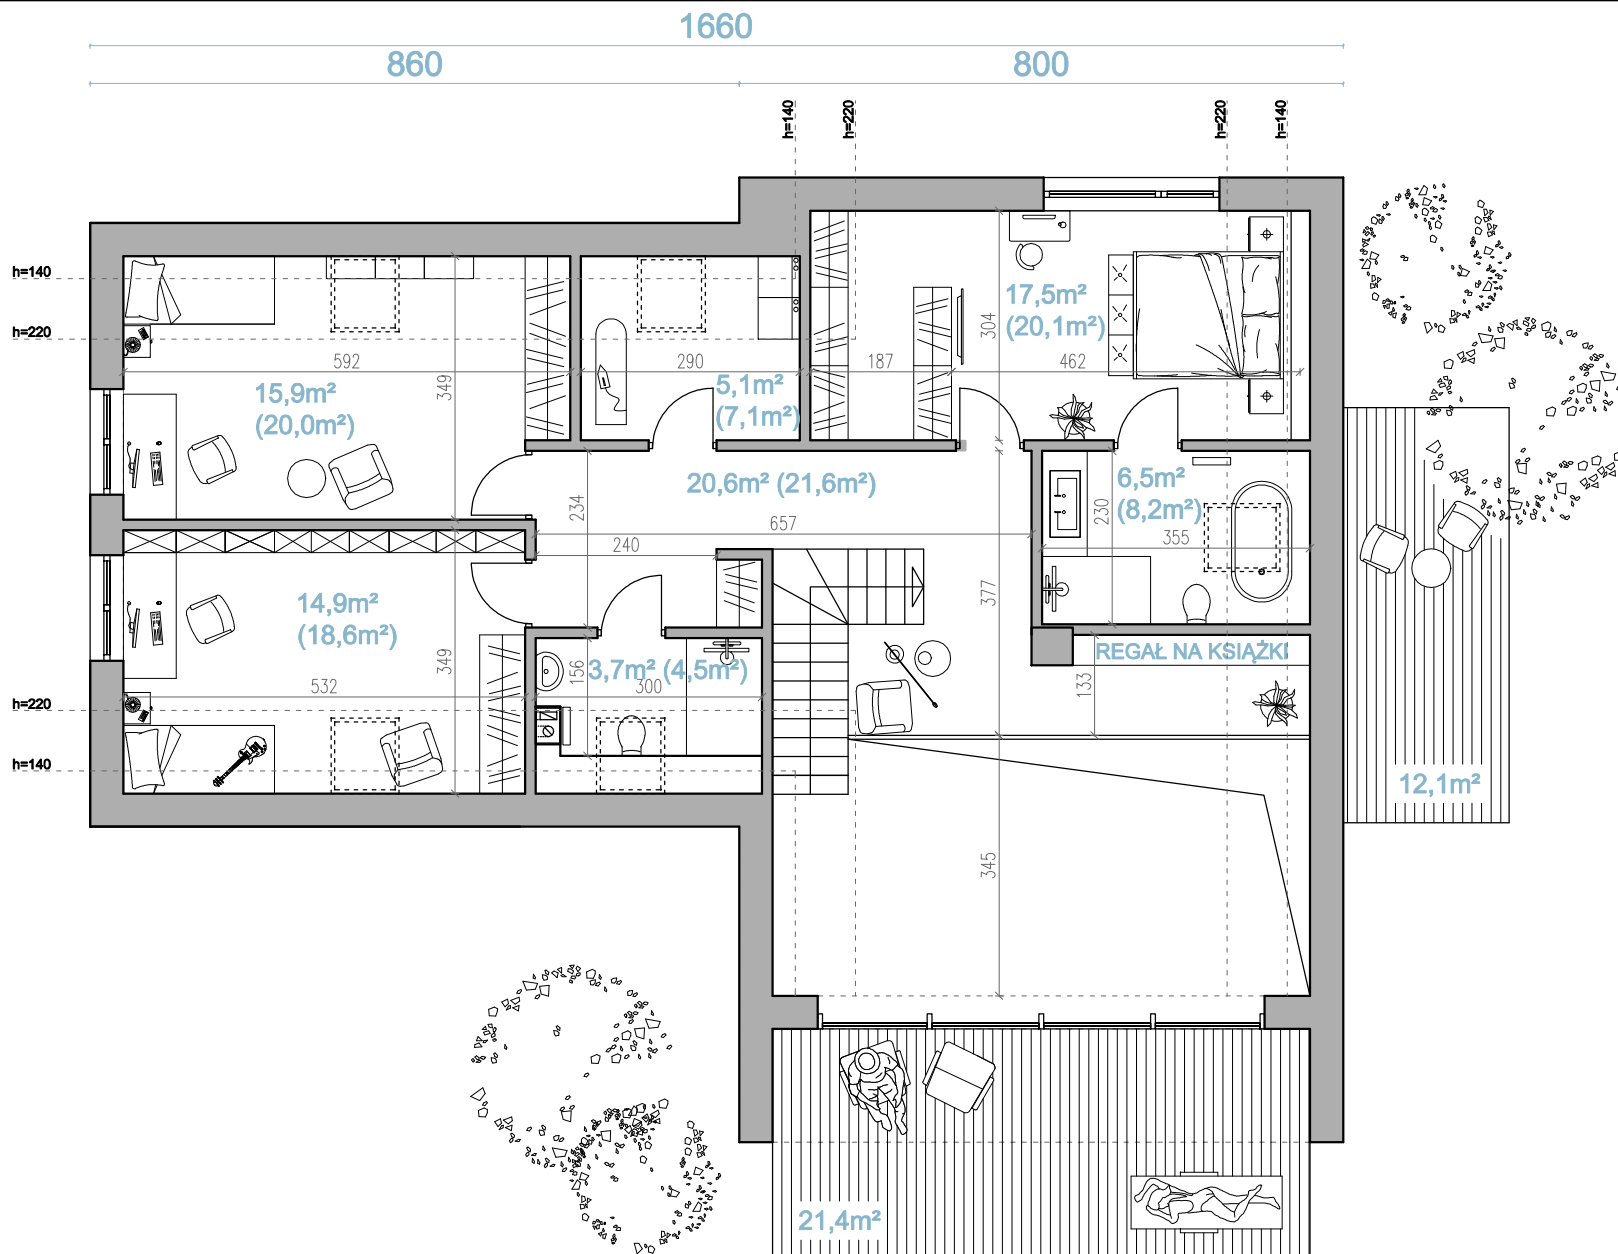 1660
860
800
h=140
h=220
h=220
h=140
h=140
h=220
592
349
15,9m²
(20,0m²)
290
5,1m²
(7,1m²)
187
304
17,5m²
(20,1m²)
462
234
20,6m² (21,6m²)
657
240
377
230
6,5m²
(8,2m²)
355
14,9m²
(18,6m²)
349
532
156
3,7m² (4,5m²)
300
133
REGAŁ NA KSIĄŻKI
h=220
h=140
345
12,1m²
21,4m²